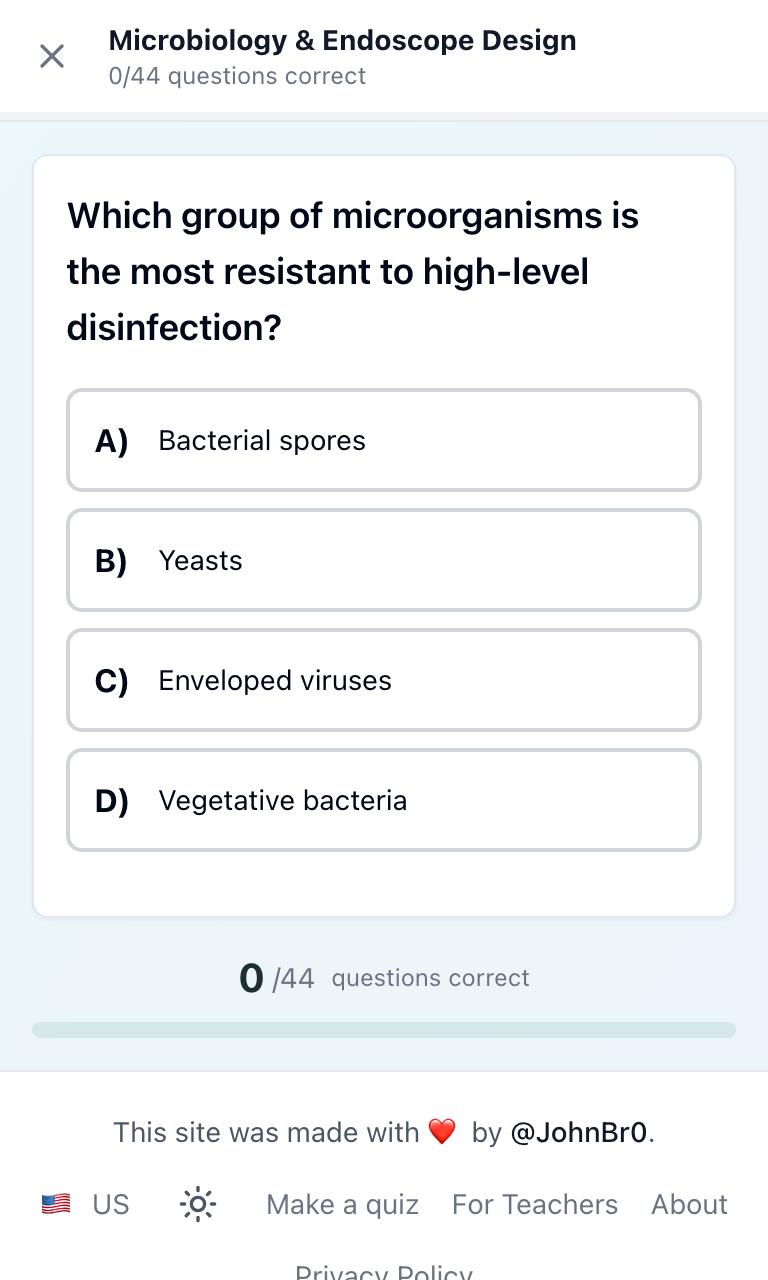 Microbiology & Endoscope Design
0/44 questions correct
Which group of microorganisms is
the most resistant to high-level
disinfection?
A) Bacterial spores
B) Yeasts
C) Enveloped viruses
D) Vegetative bacteria
0 /44 questions correct
This site was made with ❤️ by @JohnBr0.
🇺🇸 US Make a quiz For Teachers About
Privacy Policy